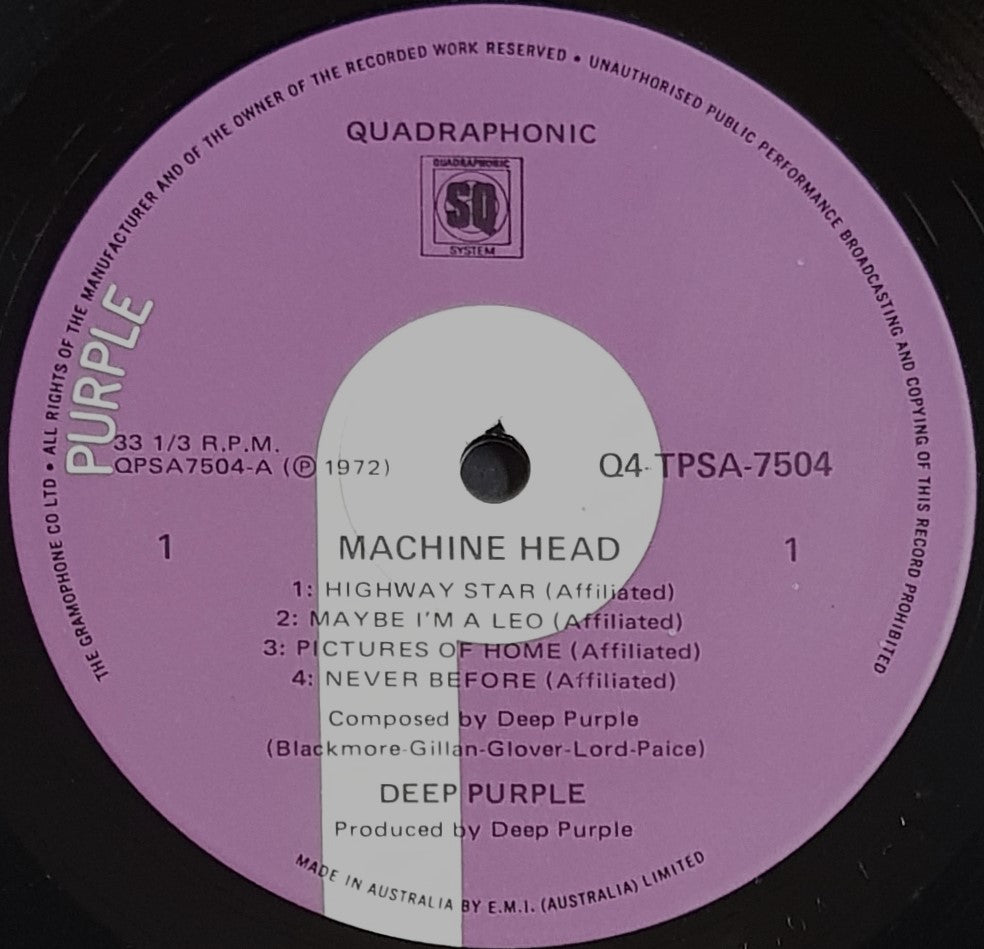 THE GRAMOPHONE CO LTD • ALL RIGHTS OF THE MANUFACTURER AND OF THE OWNER OF THE RECORDED WORK RESERVED • UNAUTHORISED PUBLIC PERFORMANCE BROADCASTING AND COPYING OF THIS RECORD PROHIBITED
QUADRAPHONIC
QUADRAPHONIC
SQ
SYSTEM
PURPLE
33 1/3 R.P.M.
QPSA7504-A (Ⓟ 1972)
Q4-TPSA-7504
1 MACHINE HEAD 1
1: HIGHWAY STAR (Affiliated)
2: MAYBE I'M A LEO (Affiliated)
3: PICTURES OF HOME (Affiliated)
4: NEVER BEFORE (Affiliated)
Composed by Deep Purple
(Blackmore-Gillan-Glover-Lord-Paice)
DEEP PURPLE
Produced by Deep Purple
MADE IN AUSTRALIA BY E.M.I. (AUSTRALIA) LIMITED